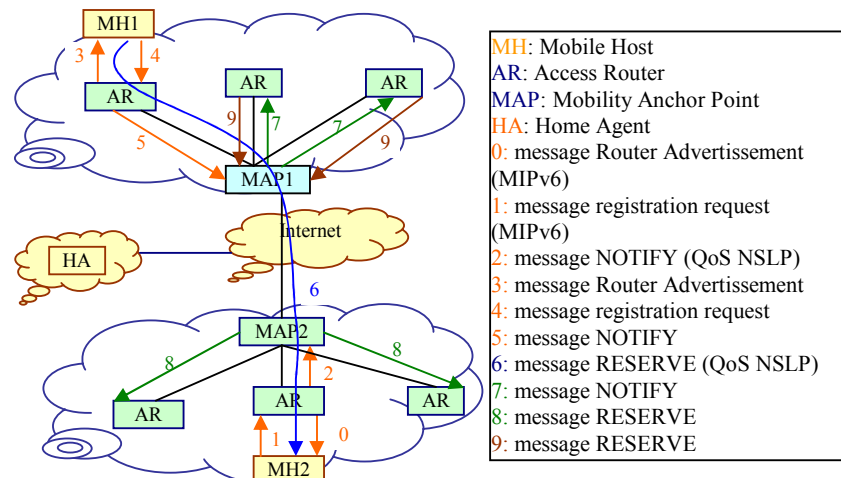 MH1
3
4
AR
AR
AR
9
7
7
9
5
MAP1
Internet
HA
6
MAP2
8
8
2
AR
AR
AR
1
0
MH2
MH: Mobile Host
AR: Access Router
MAP: Mobility Anchor Point
HA: Home Agent
0: message Router Advertissement
(MIPv6)
1: message registration request
(MIPv6)
2: message NOTIFY (QoS NSLP)
3: message Router Advertisement
4: message registration request
5: message NOTIFY
6: message RESERVE (QoS NSLP)
7: message NOTIFY
8: message RESERVE
9: message RESERVE